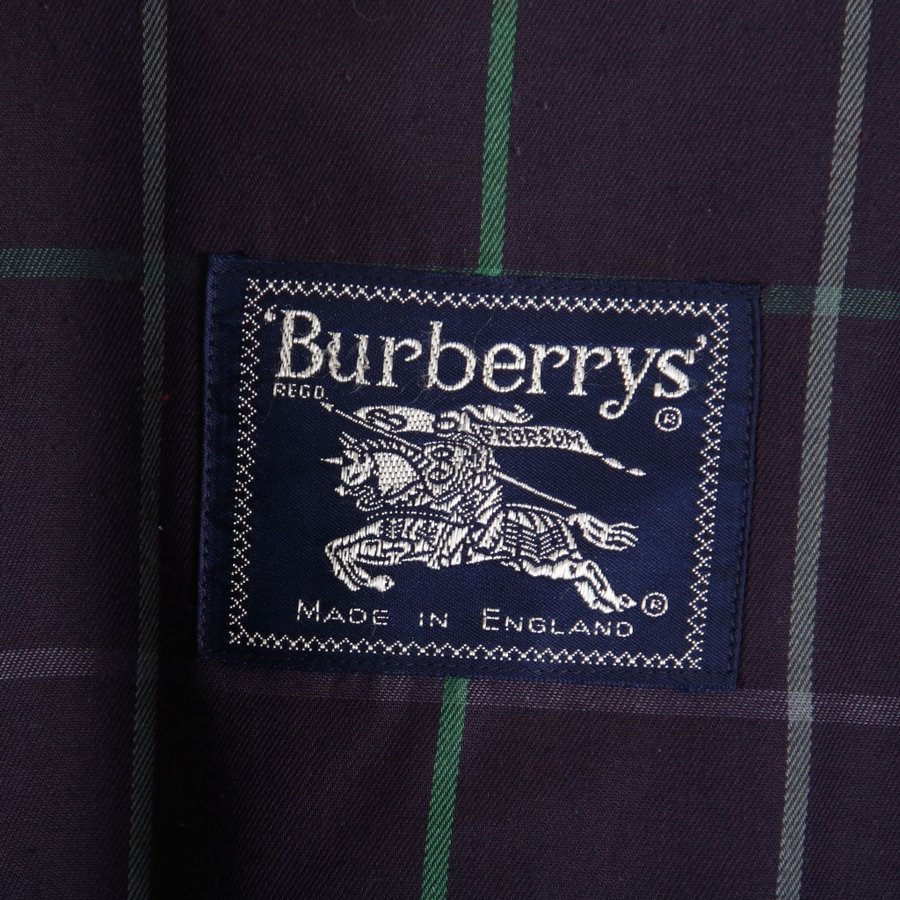 'Burberrys'
REGD.
®
PRORSUM
®
MADE IN ENGLAND